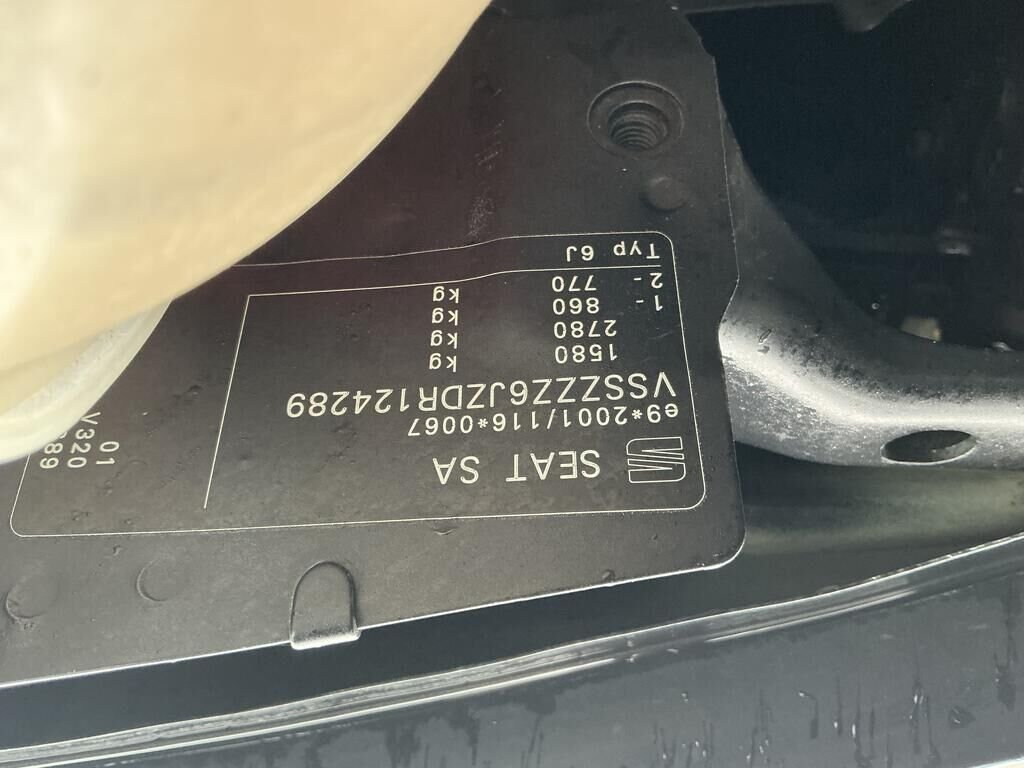 SEAT SA
e9*2001/116*0067
VSSZZZ6JZDR124289
1580 kg
2780 kg
1- 860 kg
2- 770 kg
Typ 6J
01
V320